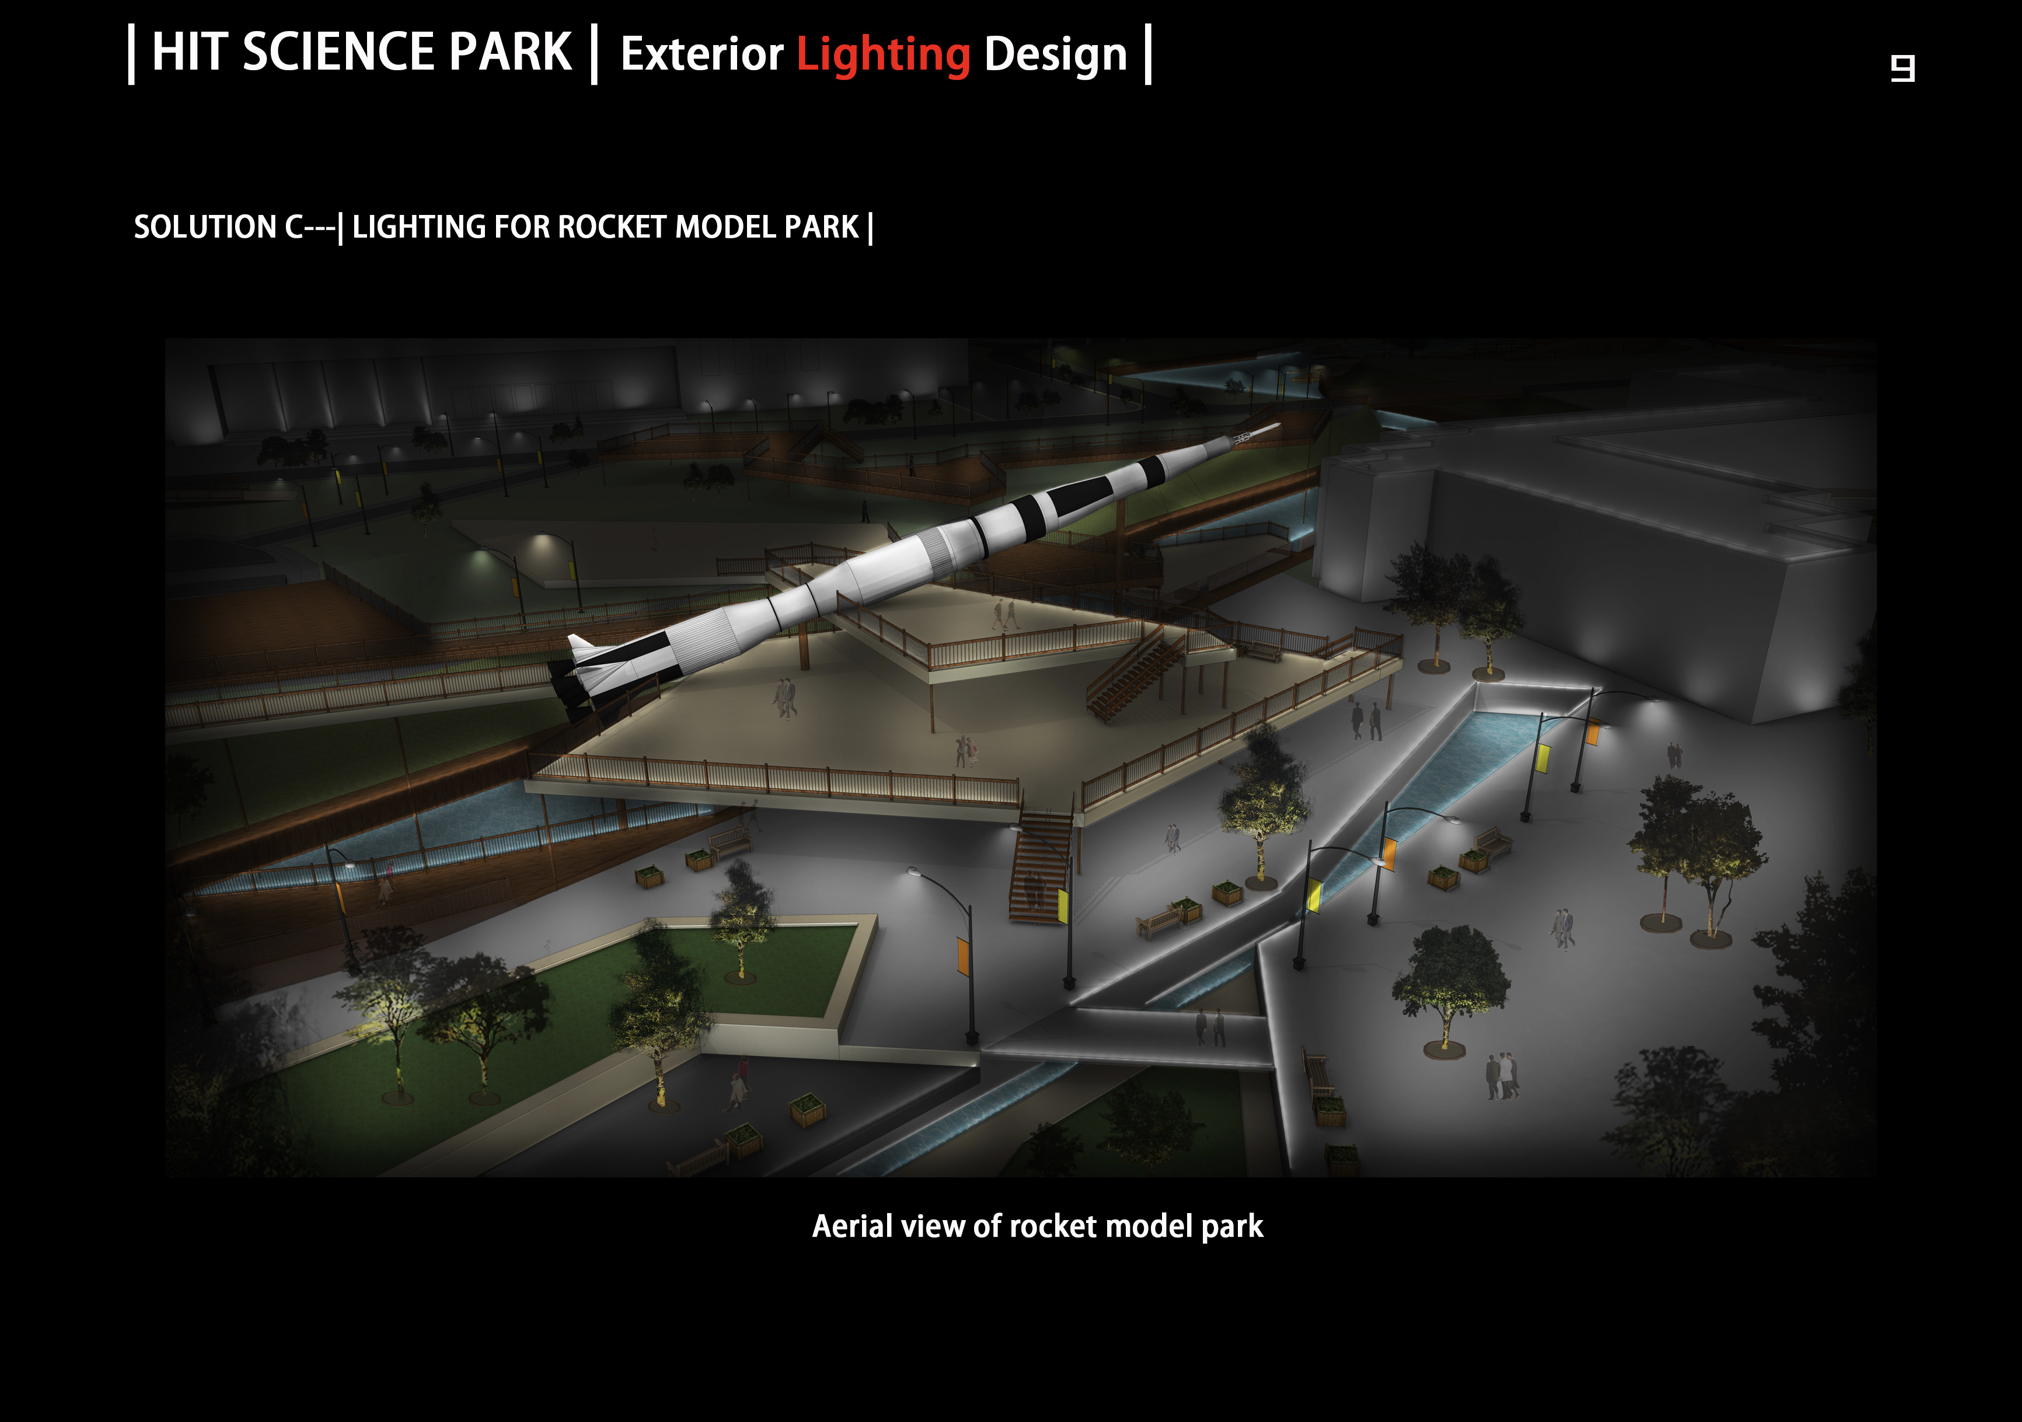 | HIT SCIENCE PARK | Exterior Lighting Design |
9
SOLUTION C---| LIGHTING FOR ROCKET MODEL PARK |
Aerial view of rocket model park